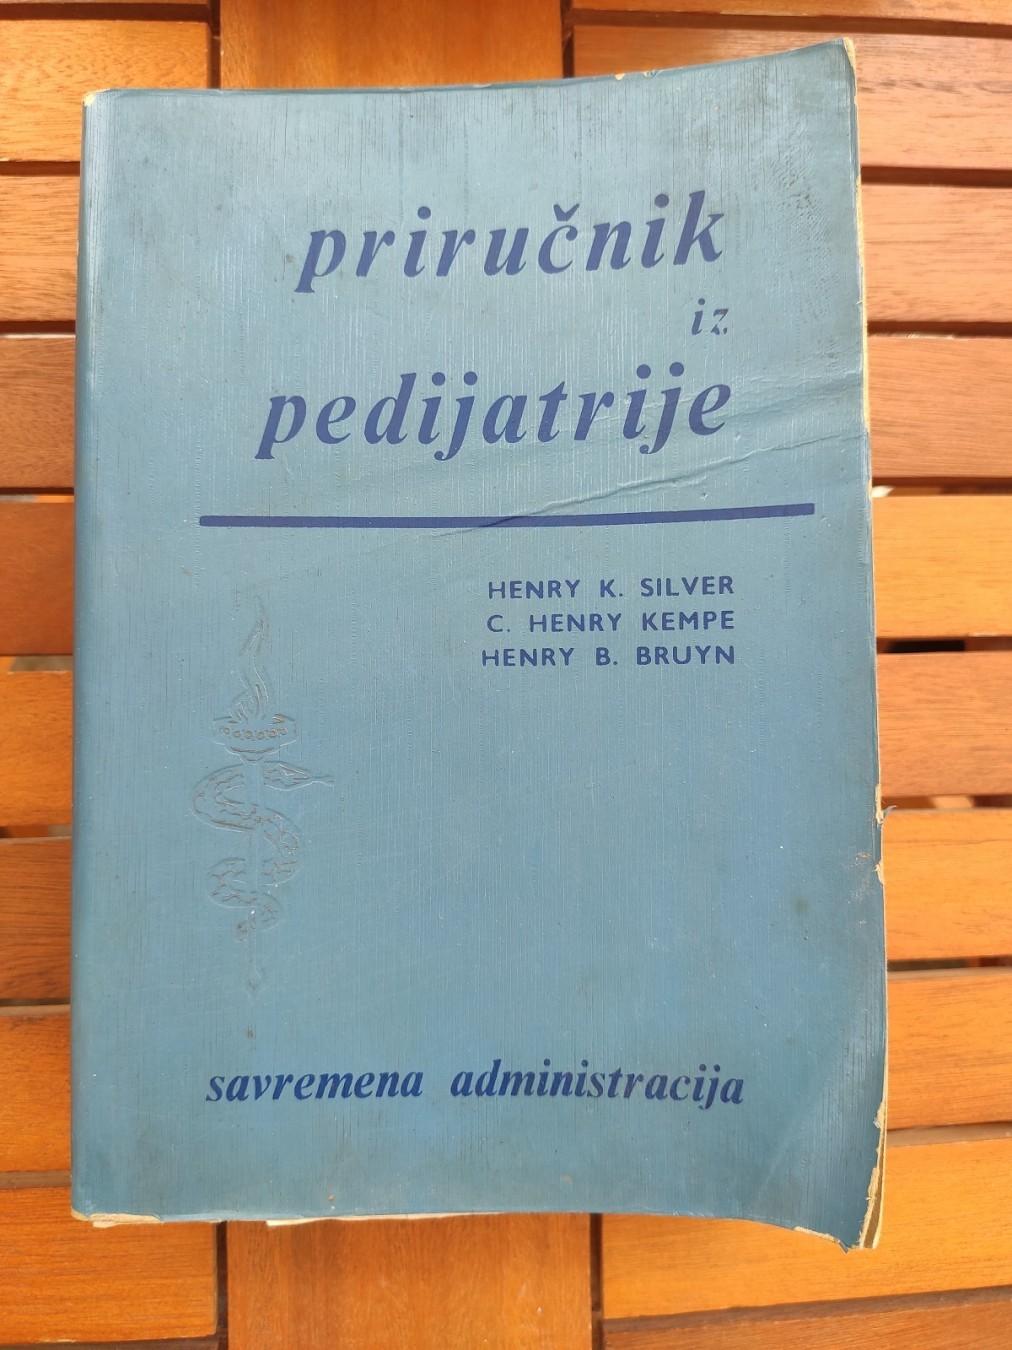 priručnik
iz
pedijatrije
HENRY K. SILVER
C. HENRY KEMPE
HENRY B. BRUYN
savremena administracija